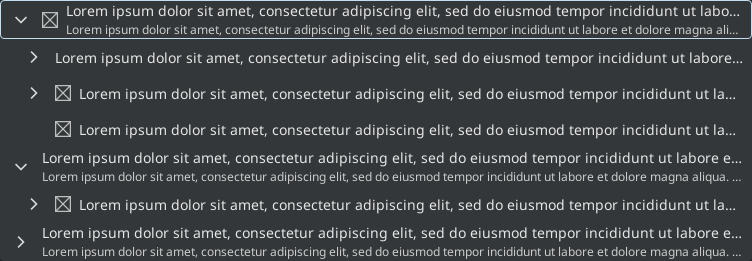 Lorem ipsum dolor sit amet, consectetur adipiscing elit, sed do eiusmod tempor incididunt ut labo...
Lorem ipsum dolor sit amet, consectetur adipiscing elit, sed do eiusmod tempor incididunt ut labore et dolore magna ali...
Lorem ipsum dolor sit amet, consectetur adipiscing elit, sed do eiusmod tempor incididunt ut labore...
Lorem ipsum dolor sit amet, consectetur adipiscing elit, sed do eiusmod tempor incididunt ut la...
Lorem ipsum dolor sit amet, consectetur adipiscing elit, sed do eiusmod tempor incididunt ut la...
Lorem ipsum dolor sit amet, consectetur adipiscing elit, sed do eiusmod tempor incididunt ut labore e...
Lorem ipsum dolor sit amet, consectetur adipiscing elit, sed do eiusmod tempor incididunt ut labore et dolore magna aliqua. ...
Lorem ipsum dolor sit amet, consectetur adipiscing elit, sed do eiusmod tempor incididunt ut la...
Lorem ipsum dolor sit amet, consectetur adipiscing elit, sed do eiusmod tempor incididunt ut labore e...
Lorem ipsum dolor sit amet, consectetur adipiscing elit, sed do eiusmod tempor incididunt ut labore et dolore magna aliqua. ...